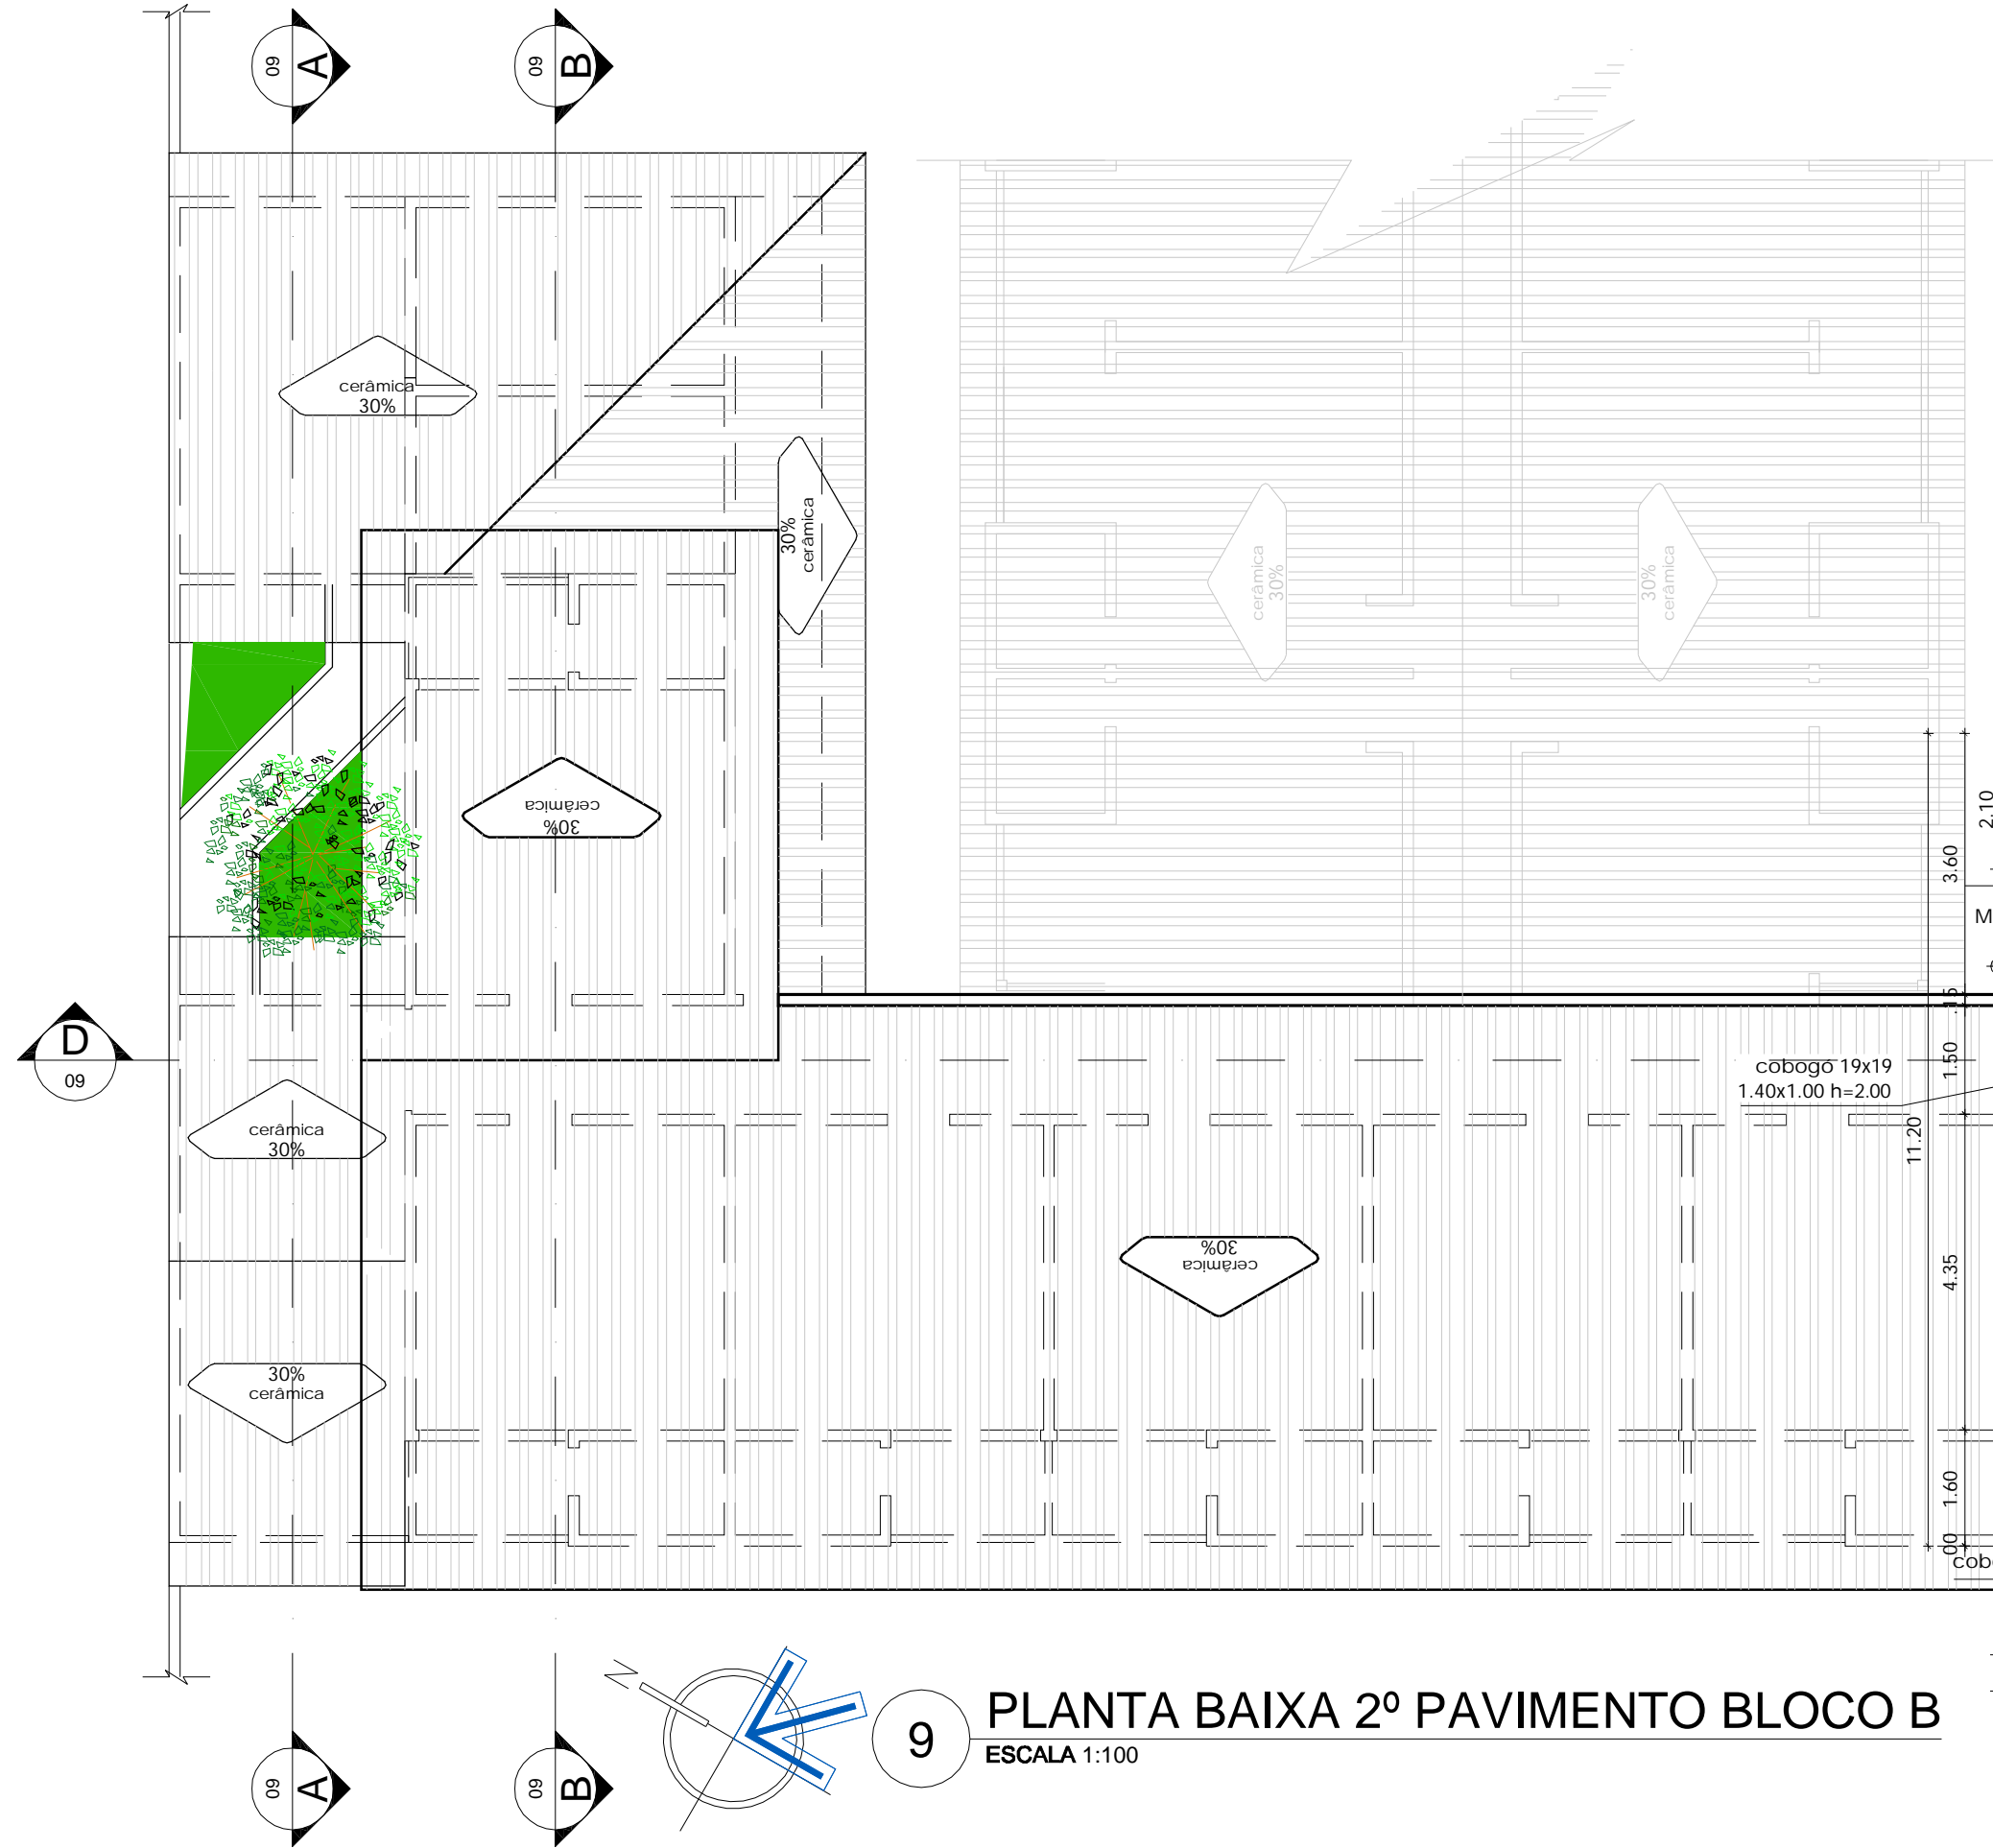 09
A
09
B
cerâmica
30%
30%
cerâmica
cerâmica
30%
30%
cerâmica
cerâmica
30%
2.10
3.60
M
.15
D
09
1.50
cobogó 19x19
1.40x1.00 h=2.00
11.20
cerâmica
30%
30%
cerâmica
4.35
30%
cerâmica
1.60
00
cob
N
9
PLANTA BAIXA 2º PAVIMENTO BLOCO B
ESCALA 1:100
09
A
09
B